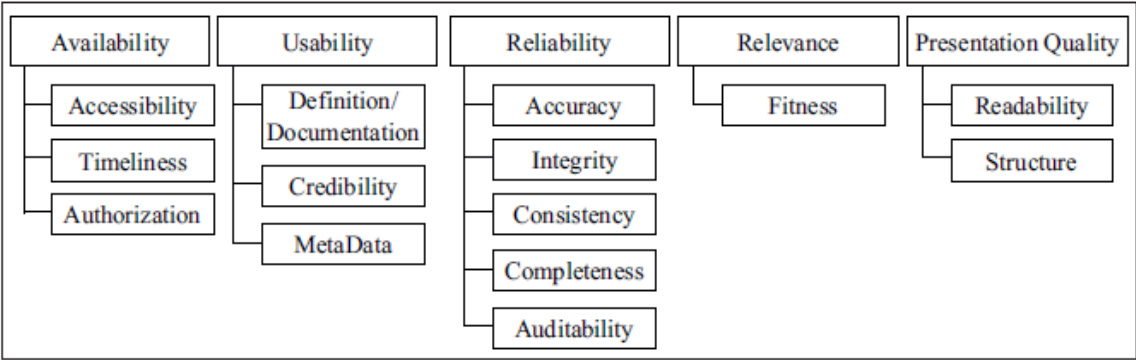 Availability
Accessibility
Timeliness
Authorization
Usability
Definition/
Documentation
Credibility
MetaData
Reliability
Accuracy
Integrity
Consistency
Completeness
Auditability
Relevance
Fitness
Presentation Quality
Readability
Structure